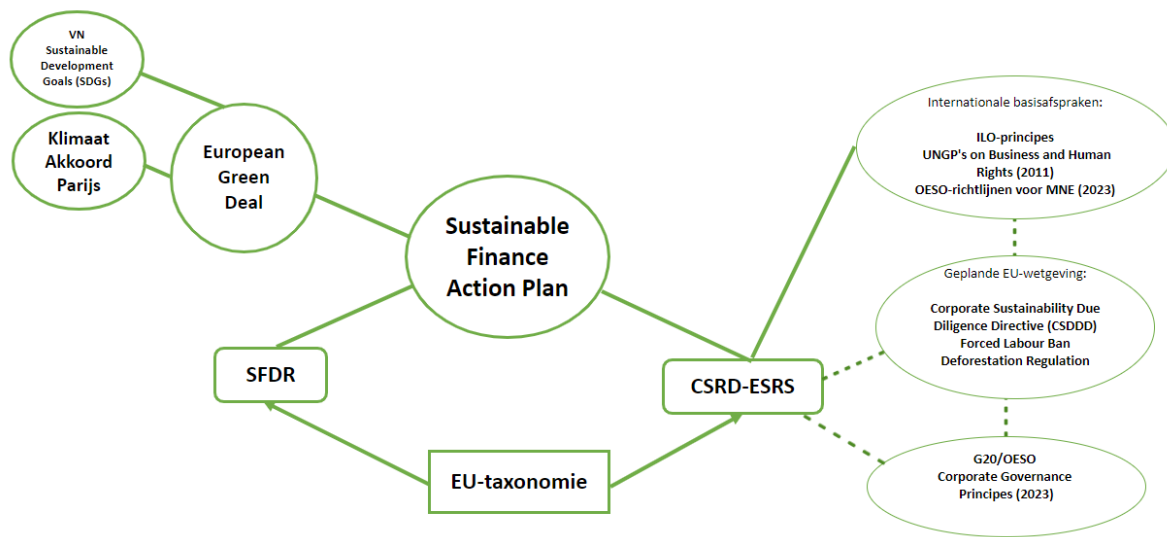 VN
Sustainable
Development
Goals (SDGs)
Klimaat
Akkoord
Parijs
European
Green
Deal
Sustainable
Finance
Action Plan
SFDR
EU-taxonomie
CSRD-ESRS
Internationale basisafspraken:
ILO-principes
UNGP's on Business and Human
Rights (2011)
OESO-richtlijnen voor MNE (2023)
Geplande EU-wetgeving:
Corporate Sustainability Due
Diligence Directive (CSDDD)
Forced Labour Ban
Deforestation Regulation
G20/OESO
Corporate Governance
Principes (2023)